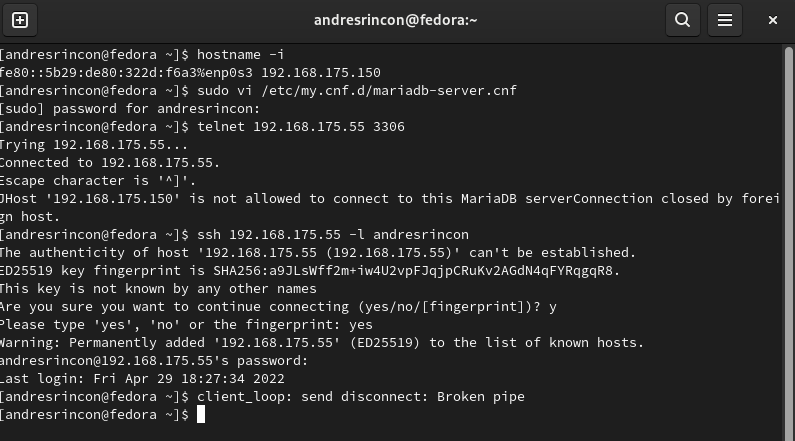 andresrincon@fedora:~
[andresrincon@fedora ~]$ hostname -i
fe80::5b29:de80:322d:f6a3%enp0s3 192.168.175.150
[andresrincon@fedora ~]$ sudo vi /etc/my.cnf.d/mariadb-server.cnf
[sudo] password for andresrincon:
[andresrincon@fedora ~]$ telnet 192.168.175.55 3306
Trying 192.168.175.55...
Connected to 192.168.175.55.
Escape character is '^]'.
JHost '192.168.175.150' is not allowed to connect to this MariaDB serverConnection closed by forei
gn host.
[andresrincon@fedora ~]$ ssh 192.168.175.55 -l andresrincon
The authenticity of host '192.168.175.55 (192.168.175.55)' can't be established.
ED25519 key fingerprint is SHA256:a9JLsWff2m+iw4U2vpFJqjpCRuKv2AGdN4qFYRqgqR8.
This key is not known by any other names
Are you sure you want to continue connecting (yes/no/[fingerprint])? y
Please type 'yes', 'no' or the fingerprint: yes
Warning: Permanently added '192.168.175.55' (ED25519) to the list of known hosts.
andresrincon@192.168.175.55's password:
Last login: Fri Apr 29 18:27:34 2022
[andresrincon@fedora ~]$ client_loop: send disconnect: Broken pipe
[andresrincon@fedora ~]$